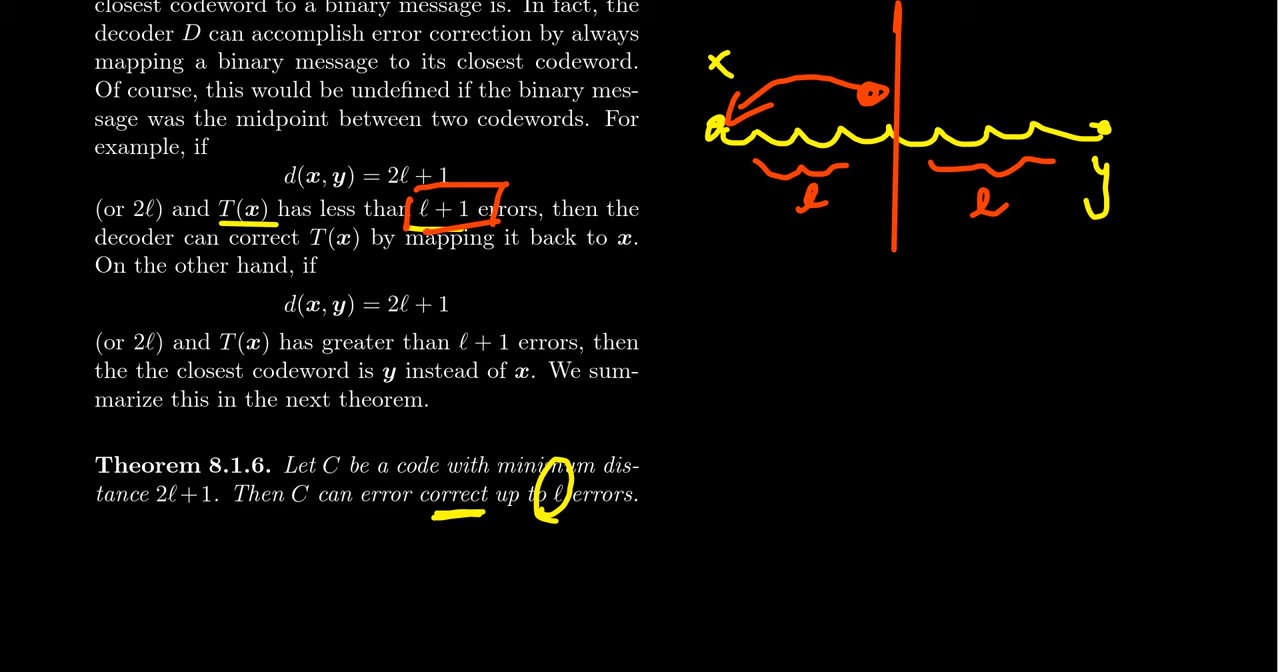 closest codeword to a binary message is. In fact, the
decoder D can accomplish error correction by always
mapping a binary message to its closest codeword.
Of course, this would be undefined if the binary mes-
sage was the midpoint between two codewords. For
example, if
d(x, y) = 2ℓ + 1
(or 2ℓ) and T(x) has less than ℓ + 1 errors, then the
decoder can correct T(x) by mapping it back to x.
On the other hand, if
d(x, y) = 2ℓ + 1
(or 2ℓ) and T(x) has greater than ℓ + 1 errors, then
the the closest codeword is y instead of x. We sum-
marize this in the next theorem.
Theorem 8.1.6. Let C be a code with minimum dis-
tance 2ℓ+1. Then C can error correct up to ℓ errors.
x
y
ℓ
ℓ